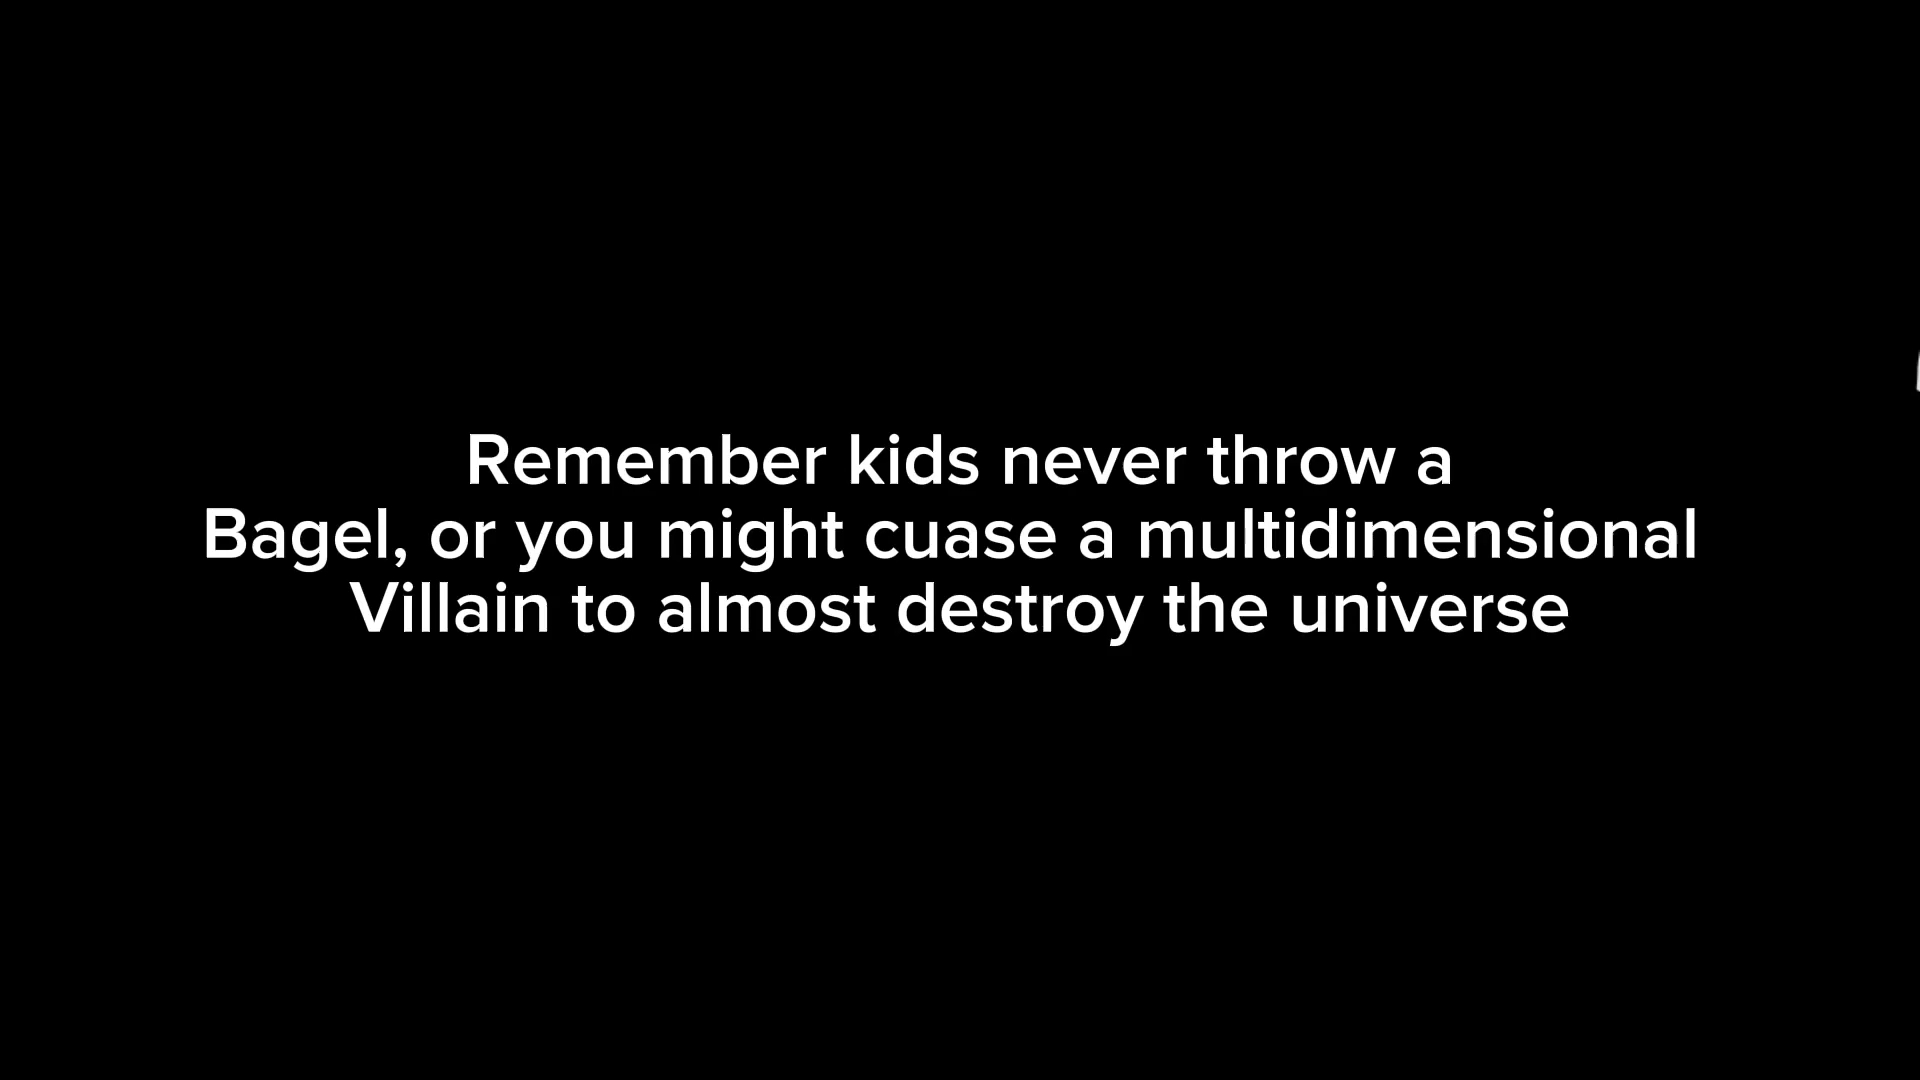 Remember kids never throw a
Bagel, or you might cuase a multidimensional
Villain to almost destroy the universe